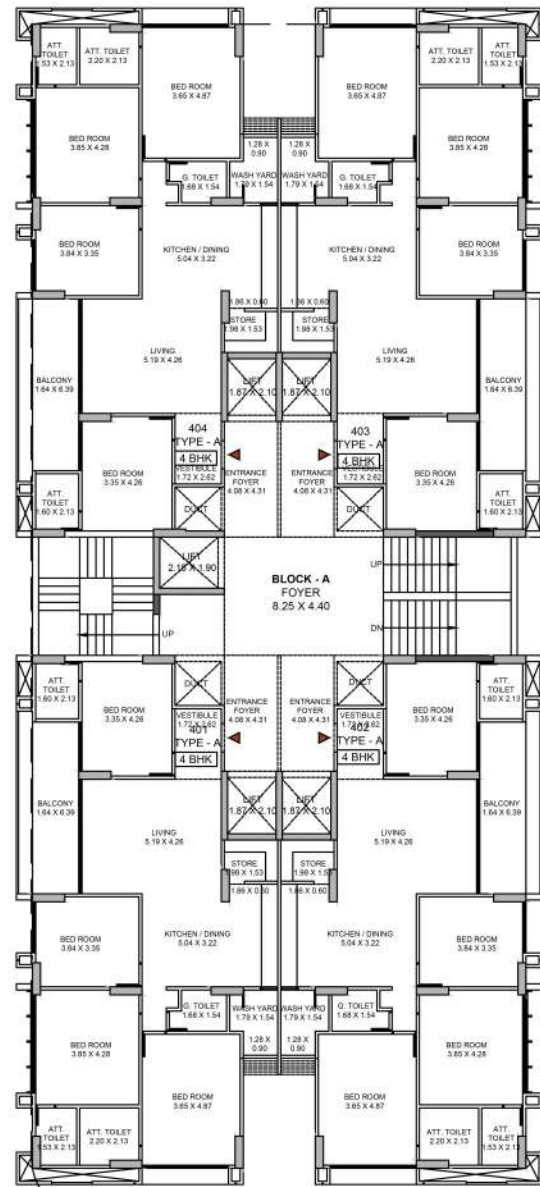 ATT.
TOILET
1.53 X 2.13
ATT. TOILET
2.20 X 2.13
BED ROOM
3.65 X 4.87
BED ROOM
3.65 X 4.87
ATT. TOILET
2.20 X 2.13
ATT.
TOILET
1.53 X 2.13
BED ROOM
3.85 X 4.28
1.28 X
0.90
1.28 X
0.90
BED ROOM
3.85 X 4.28
G. TOILET
1.68 X 1.54
WASH YARD
1.79 X 1.54
WASH YARD
1.79 X 1.54
G. TOILET
1.68 X 1.54
BED ROOM
3.84 X 3.35
KITCHEN / DINING
5.04 X 3.22
KITCHEN / DINING
5.04 X 3.22
BED ROOM
3.84 X 3.35
1.86 X 0.60
1.86 X 0.60
STORE
1.98 X 1.53
STORE
1.98 X 1.53
LIVING
5.19 X 4.26
LIVING
5.19 X 4.26
BALCONY
1.64 X 6.39
LIFT
1.87 X 2.10
LIFT
1.87 X 2.10
BALCONY
1.64 X 6.39
404
TYPE - A
4 BHK
VESTIBULE
1.72 X 2.62
403
TYPE - A
4 BHK
VESTIBULE
1.72 X 2.62
BED ROOM
3.35 X 4.26
ENTRANCE
FOYER
4.08 X 4.31
ENTRANCE
FOYER
4.08 X 4.31
BED ROOM
3.35 X 4.26
ATT.
TOILET
1.60 X 2.13
DUCT
DUCT
ATT.
TOILET
1.60 X 2.13
LIFT
2.15 X 1.90
UP
BLOCK - A
FOYER
8.25 X 4.40
UP
DN
ATT.
TOILET
1.60 X 2.13
BED ROOM
3.35 X 4.26
DUCT
DUCT
BED ROOM
3.35 X 4.26
ATT.
TOILET
1.60 X 2.13
VESTIBULE
1.72 X 2.62
401
TYPE - A
4 BHK
ENTRANCE
FOYER
4.08 X 4.31
ENTRANCE
FOYER
4.08 X 4.31
VESTIBULE
1.72 X 2.62
402
TYPE - A
4 BHK
BALCONY
1.64 X 6.39
LIFT
1.87 X 2.10
LIFT
1.87 X 2.10
BALCONY
1.64 X 6.39
LIVING
5.19 X 4.26
LIVING
5.19 X 4.26
STORE
1.98 X 1.53
STORE
1.98 X 1.53
1.86 X 0.60
1.86 X 0.60
BED ROOM
3.84 X 3.35
KITCHEN / DINING
5.04 X 3.22
KITCHEN / DINING
5.04 X 3.22
BED ROOM
3.84 X 3.35
G. TOILET
1.68 X 1.54
WASH YARD
1.79 X 1.54
WASH YARD
1.79 X 1.54
G. TOILET
1.68 X 1.54
BED ROOM
3.85 X 4.28
1.28 X
0.90
1.28 X
0.90
BED ROOM
3.85 X 4.28
BED ROOM
3.65 X 4.87
BED ROOM
3.65 X 4.87
ATT.
TOILET
1.53 X 2.13
ATT. TOILET
2.20 X 2.13
ATT. TOILET
2.20 X 2.13
ATT.
TOILET
1.53 X 2.13